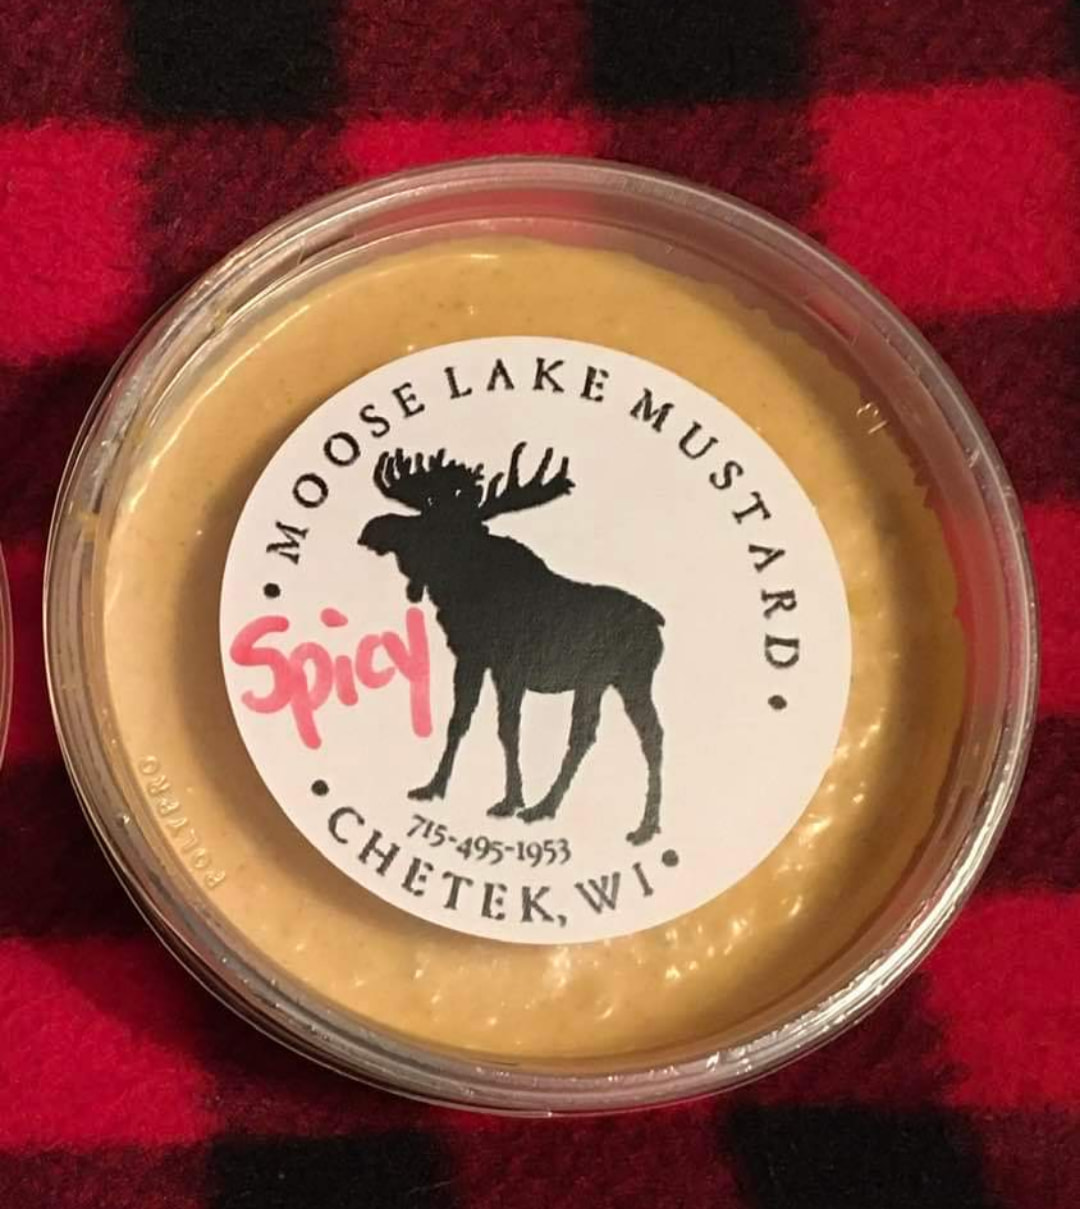 • MOOSE LAKE MUSTARD •
Spicy
715-495-1953
• CHETEK, WI •
POLYPRO